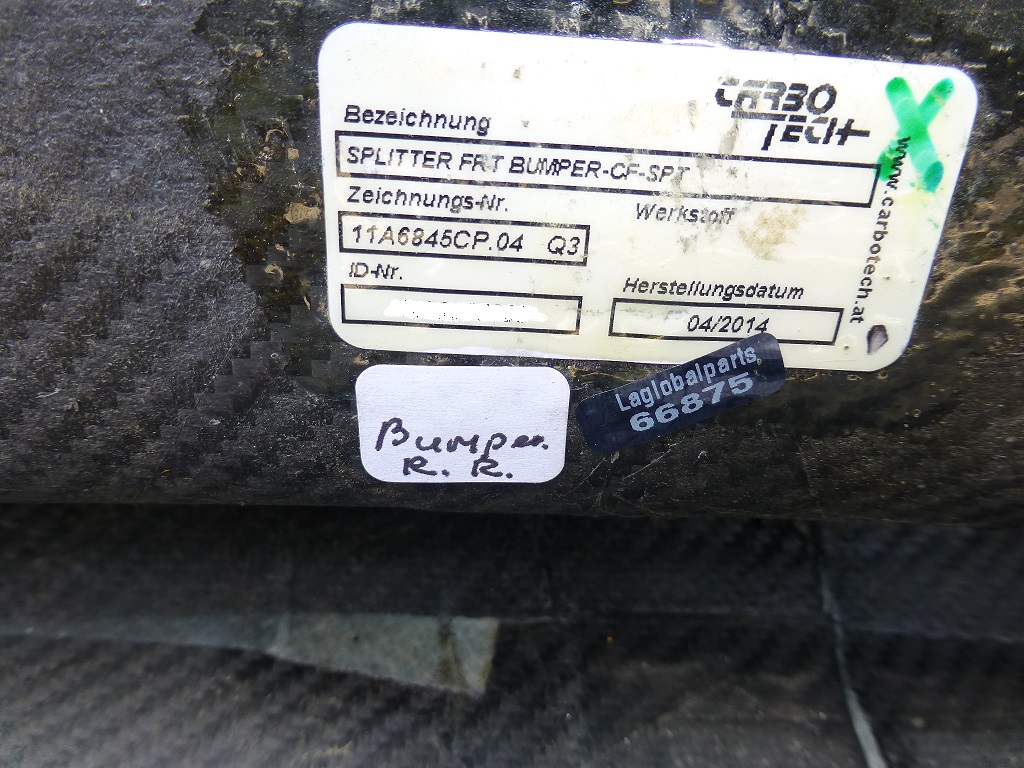 CARBO
TECH
Bezeichnung
SPLITTER FRT BUMPER-CF-SPT
www.carbotech.at
Zeichnungs-Nr.
Werkstoff
11A6845CP.04 Q3
ID-Nr.
Herstellungsdatum
04/2014
Laglobalparts
66875
Bumper.
R. R.